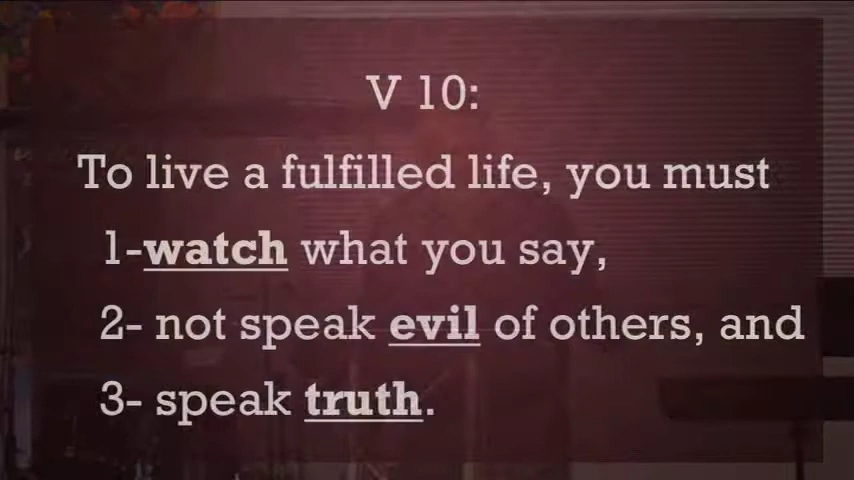 V 10:
To live a fulfilled life, you must
1-watch what you say,
2- not speak evil of others, and
3- speak truth.